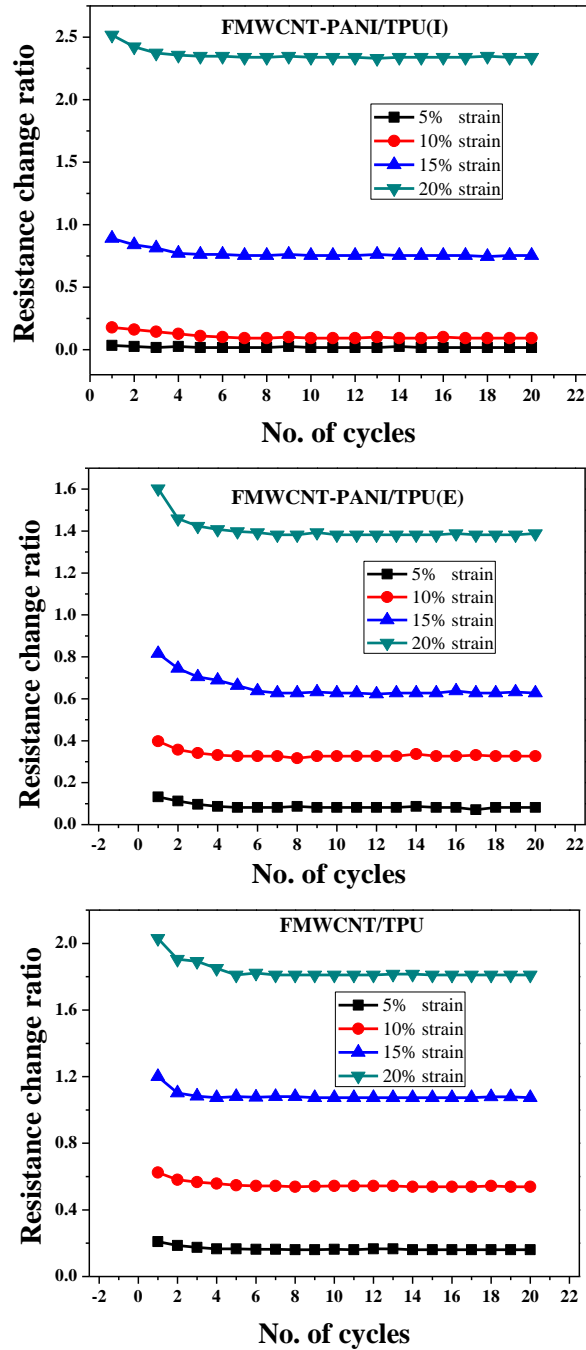 FMWCNT-PANI/TPU(I)
Resistance change ratio
2.5
2.0
1.5
1.0
0.5
0.0
5% strain
10% strain
15% strain
20% strain
0 2 4 6 8 10 12 14 16 18 20 22
No. of cycles
FMWCNT-PANI/TPU(E)
Resistance change ratio
1.6
1.4
1.2
1.0
0.8
0.6
0.4
0.2
0.0
5% strain
10% strain
15% strain
20% strain
-2 0 2 4 6 8 10 12 14 16 18 20 22
No. of cycles
FMWCNT/TPU
Resistance change ratio
2.0
1.6
1.2
0.8
0.4
0.0
5% strain
10% strain
15% strain
20% strain
-2 0 2 4 6 8 10 12 14 16 18 20 22
No. of cycles